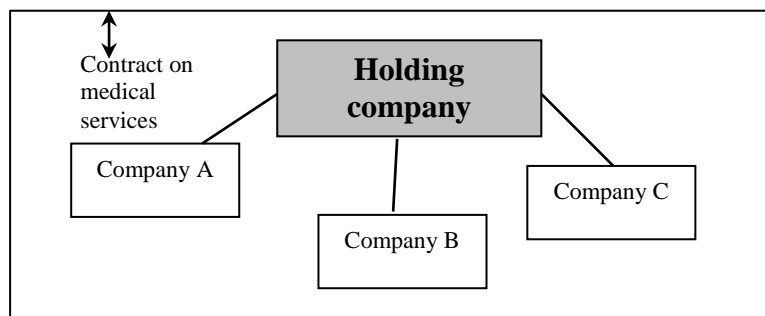 Contract on
medical
services
Holding
company
Company A
Company B
Company C